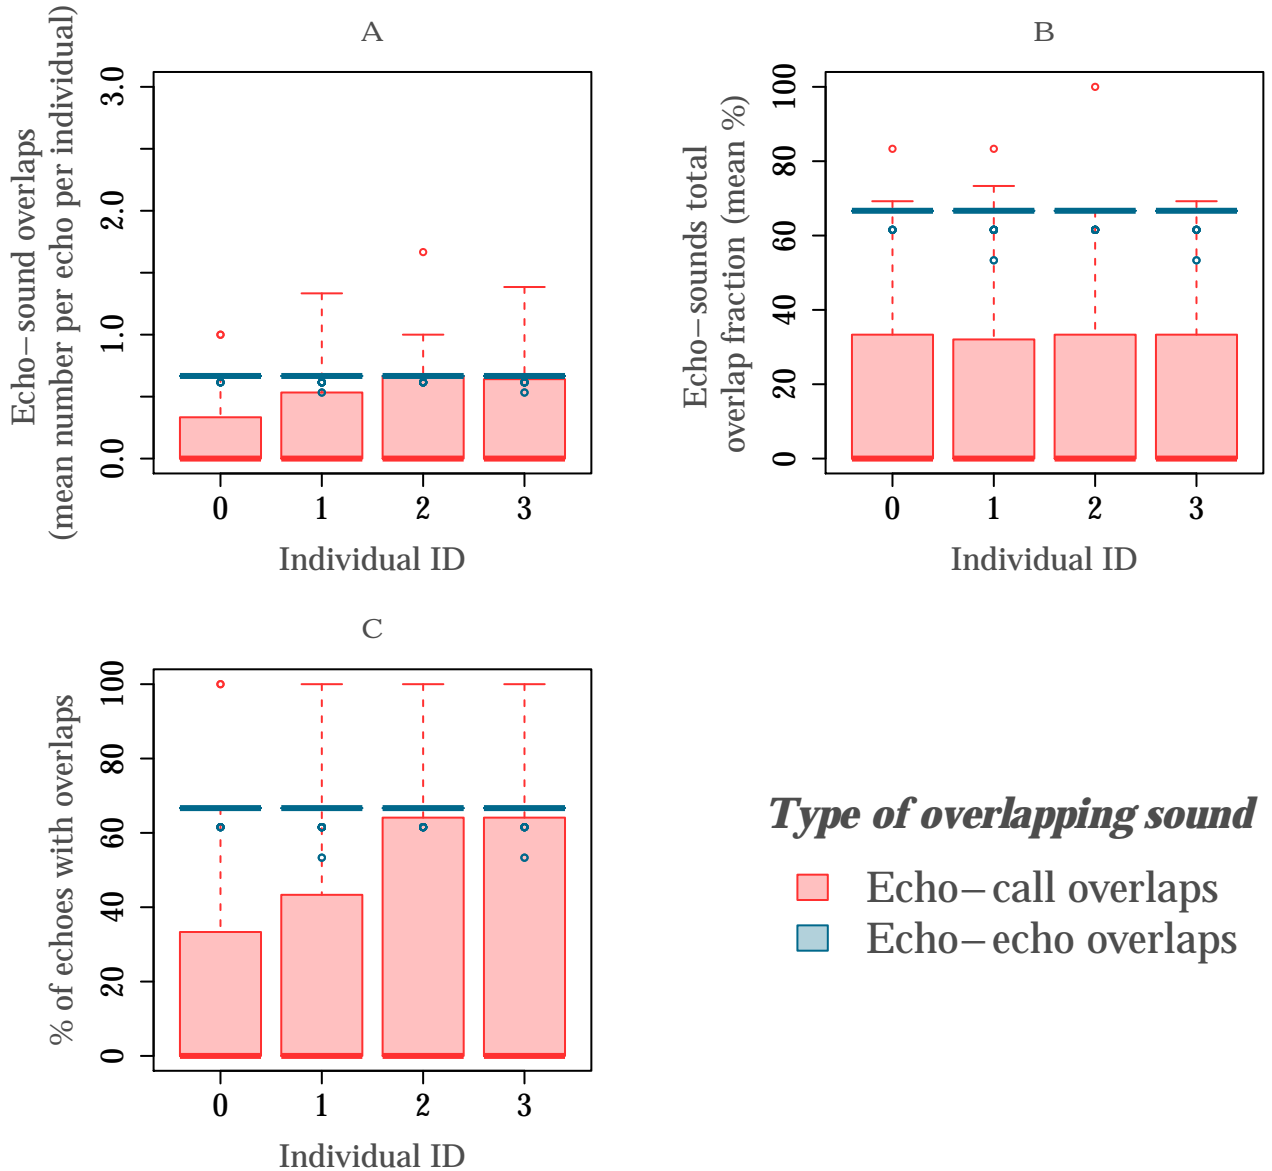 A
Echo−sound overlaps
(mean number per echo per individual)
3.0
2.0
1.0
0.0
0 1 2 3
Individual ID
B
Echo−sounds total
overlap fraction (mean %)
100
80
60
40
20
0
0 1 2 3
Individual ID
C
% of echoes with overlaps
100
80
60
40
20
0
0 1 2 3
Individual ID
Type of overlapping sound
Echo−call overlaps
Echo−echo overlaps